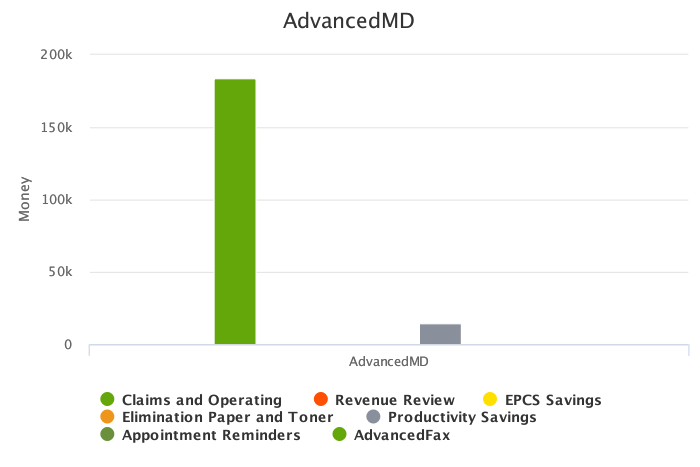 AdvancedMD
200k
150k
100k
50k
0
Money
AdvancedMD
Claims and Operating Revenue Review EPCS Savings
Elimination Paper and Toner Productivity Savings
Appointment Reminders AdvancedFax